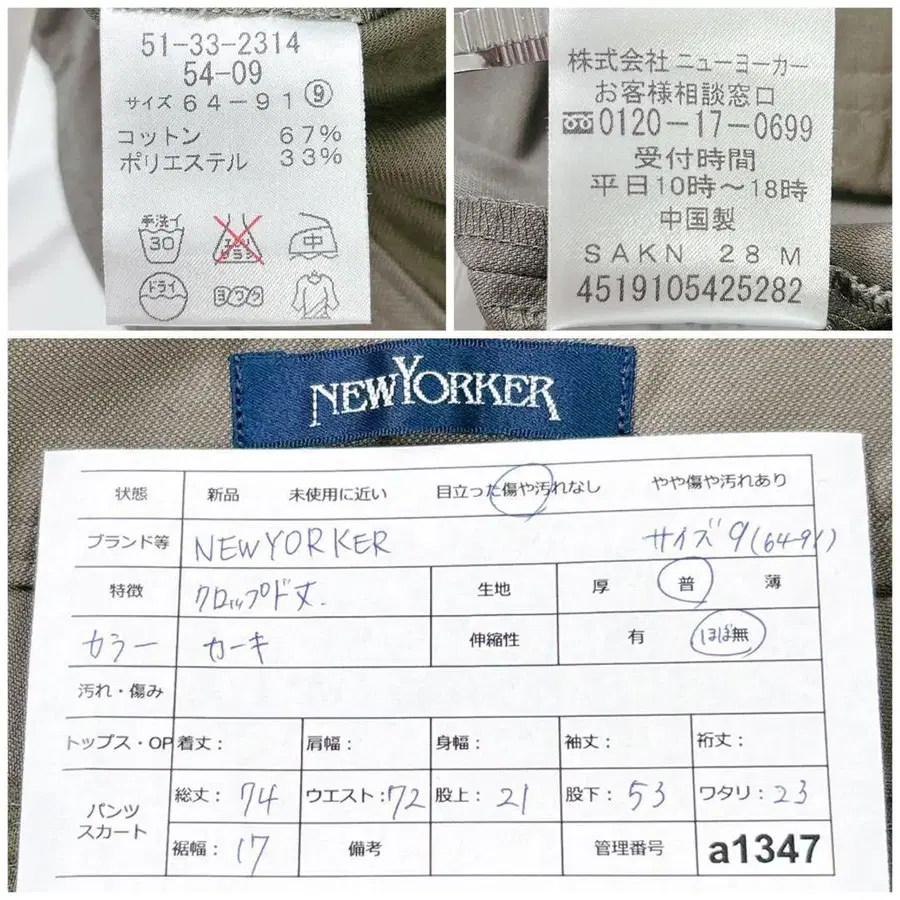 51-33-2314
54-09
サイズ 64-91 ⑨
コットン 67%
ポリエステル 33%
手洗イ 30
エンソサラシ
中
ドライ
ヨワク
株式会社 ニューヨーカー
お客様相談窓口
0120-17-0699
受付時間
平日10時～18時
中国製
SAKN 28 M
4519105425282
NEWYORKER
状態 新品 未使用に近い 目立った傷や汚れなし やや傷や汚れあり
ブランド等 NEWYORKER サイズ 9(64-91)
特徴 クロップド丈. 生地 厚 普 薄
カラー カーキ 伸縮性 有 ほぼ無
汚れ・傷み
トップス・OP 着丈： 肩幅： 身幅： 袖丈： 裄丈：
パンツ
スカート
総丈：74 ウエスト：72 股上：21 股下：53 ワタリ：23
裾幅：17 備考 管理番号 a1347